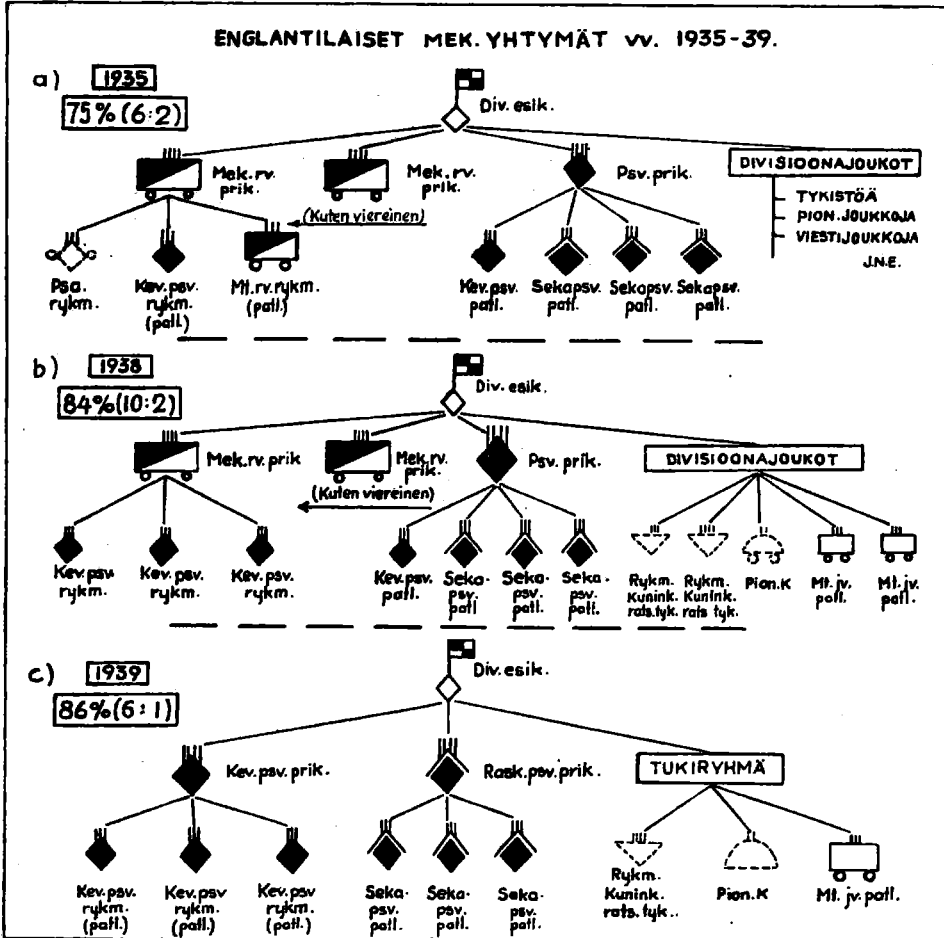 ENGLANTILAISET MEK. YHTYMÄT vv. 1935-39.
a) 1935
75% (6:2)
Div. esik.
Mek. rv.
prik.
Mek. rv.
prik.
Psv. prik.
DIVISIOONAJOUKOT
TYKISTÖÄ
PION. JOUKKOJA
VIESTIJOUKKOJA
J.N.E.
(Kuten viereinen)
Psa.
rykm.
Kev. psv.
rykm.
(patl.)
Mt. rv. rykm.
(patl.)
Kev. psv.
patl.
Sekapsv.
patl.
Sekapsv.
patl.
Sekapsv.
patl.
b) 1938
84% (10:2)
Div. esik.
Mek. rv. prik
Mek. rv.
prik.
Psv. prik.
DIVISIOONAJOUKOT
(Kuten viereinen)
Kev. psv
rykm.
Kev. psv.
rykm.
Kev. psv.
rykm.
Kev. psv.
patl.
Seka-
psv.
patl
Seka-
psv.
patl.
Seka-
psv.
patl.
Rykm.
Kunink.
rats. tyk.
Rykm.
Kunink.
rats tyk.
Pion. K
Mt. jv.
patl.
Mt. jv.
patl.
c) 1939
86% (6:1)
Div. esik.
Kev. psv. prik.
Rask. psv. prik.
TUKIRYHMÄ
Kev. psv.
rykm.
(patl.)
Kev. psv
rykm.
(patl.)
Kev. psv
rykm.
(patl.)
Seka-
psv.
patl.
Seka-
psv.
patl.
Seka-
psv.
patl.
Rykm.
Kunink.
rats. tyk..
Pion. K
Mt. jv. patl.